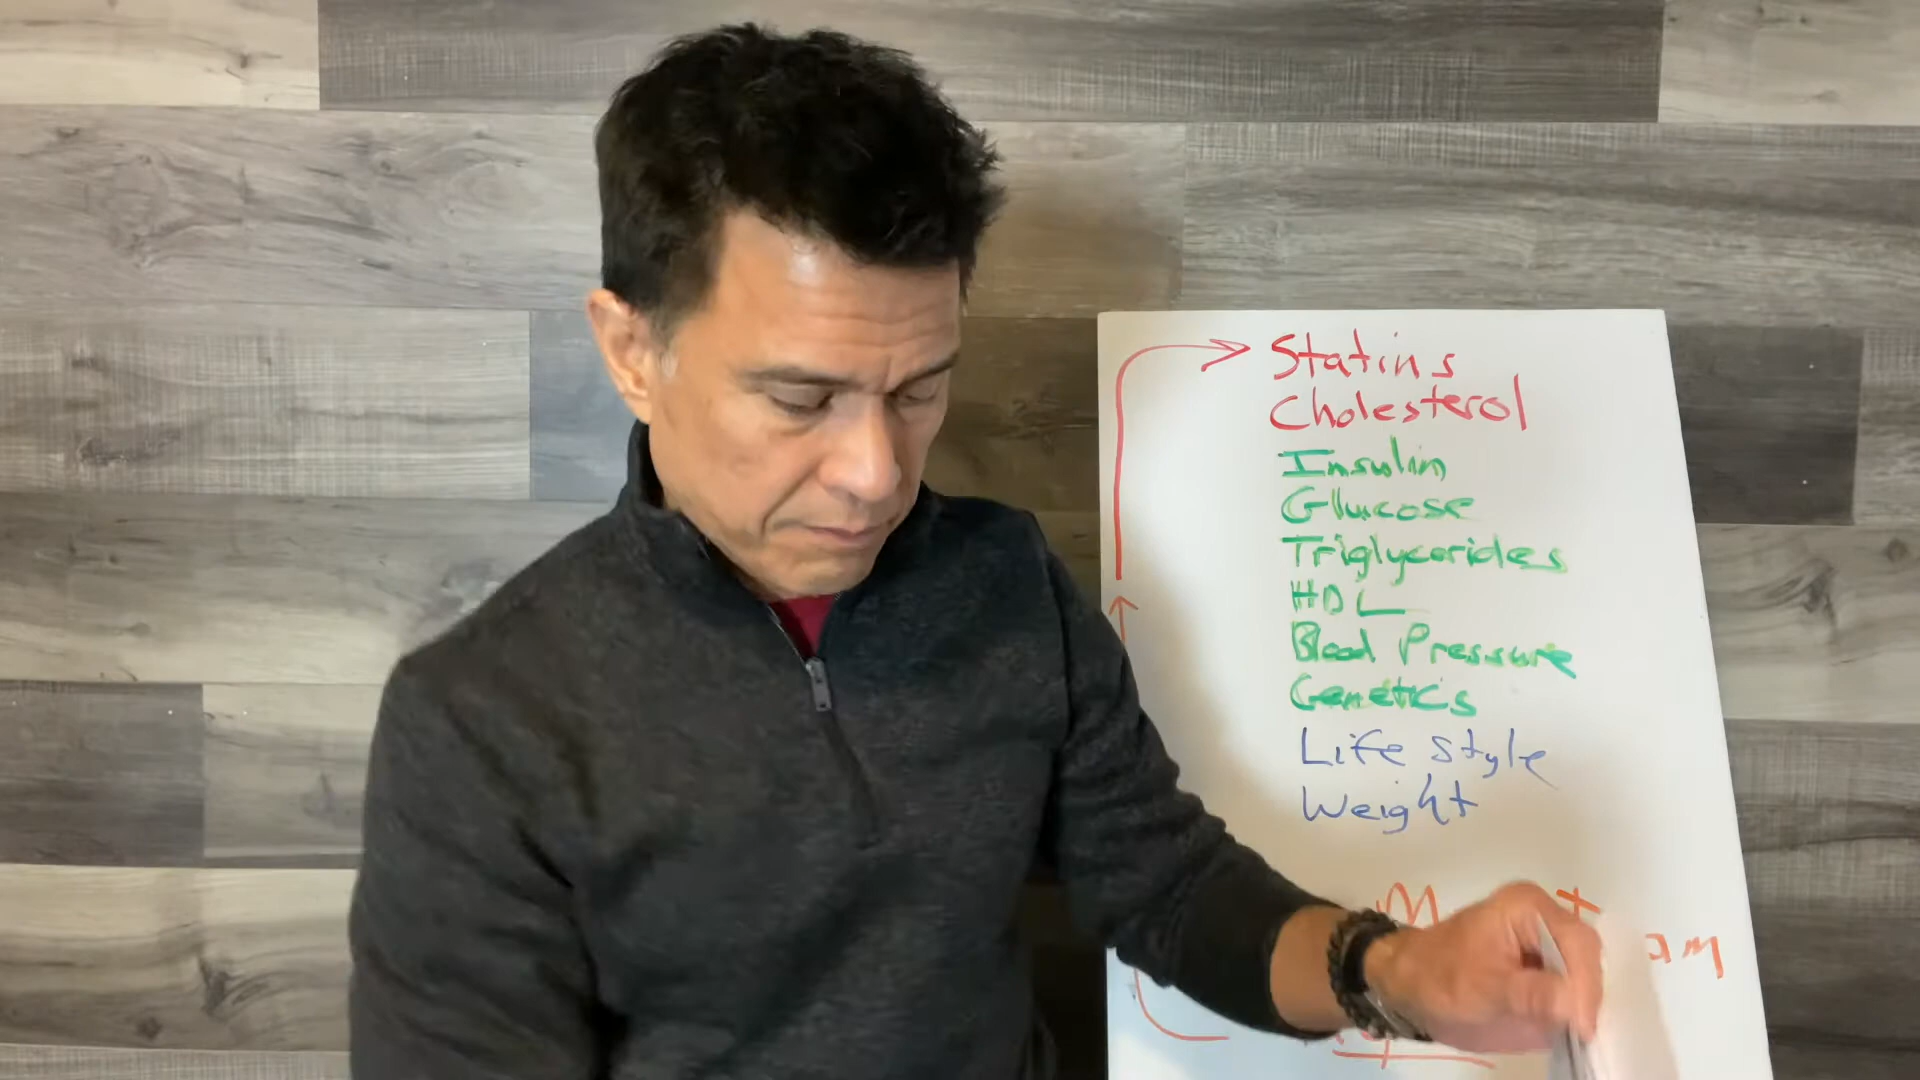 Statins
Cholesterol
Insulin
Glucose
Triglycerides
HDL
Blood Pressure
Genetics
Life Style
Weight